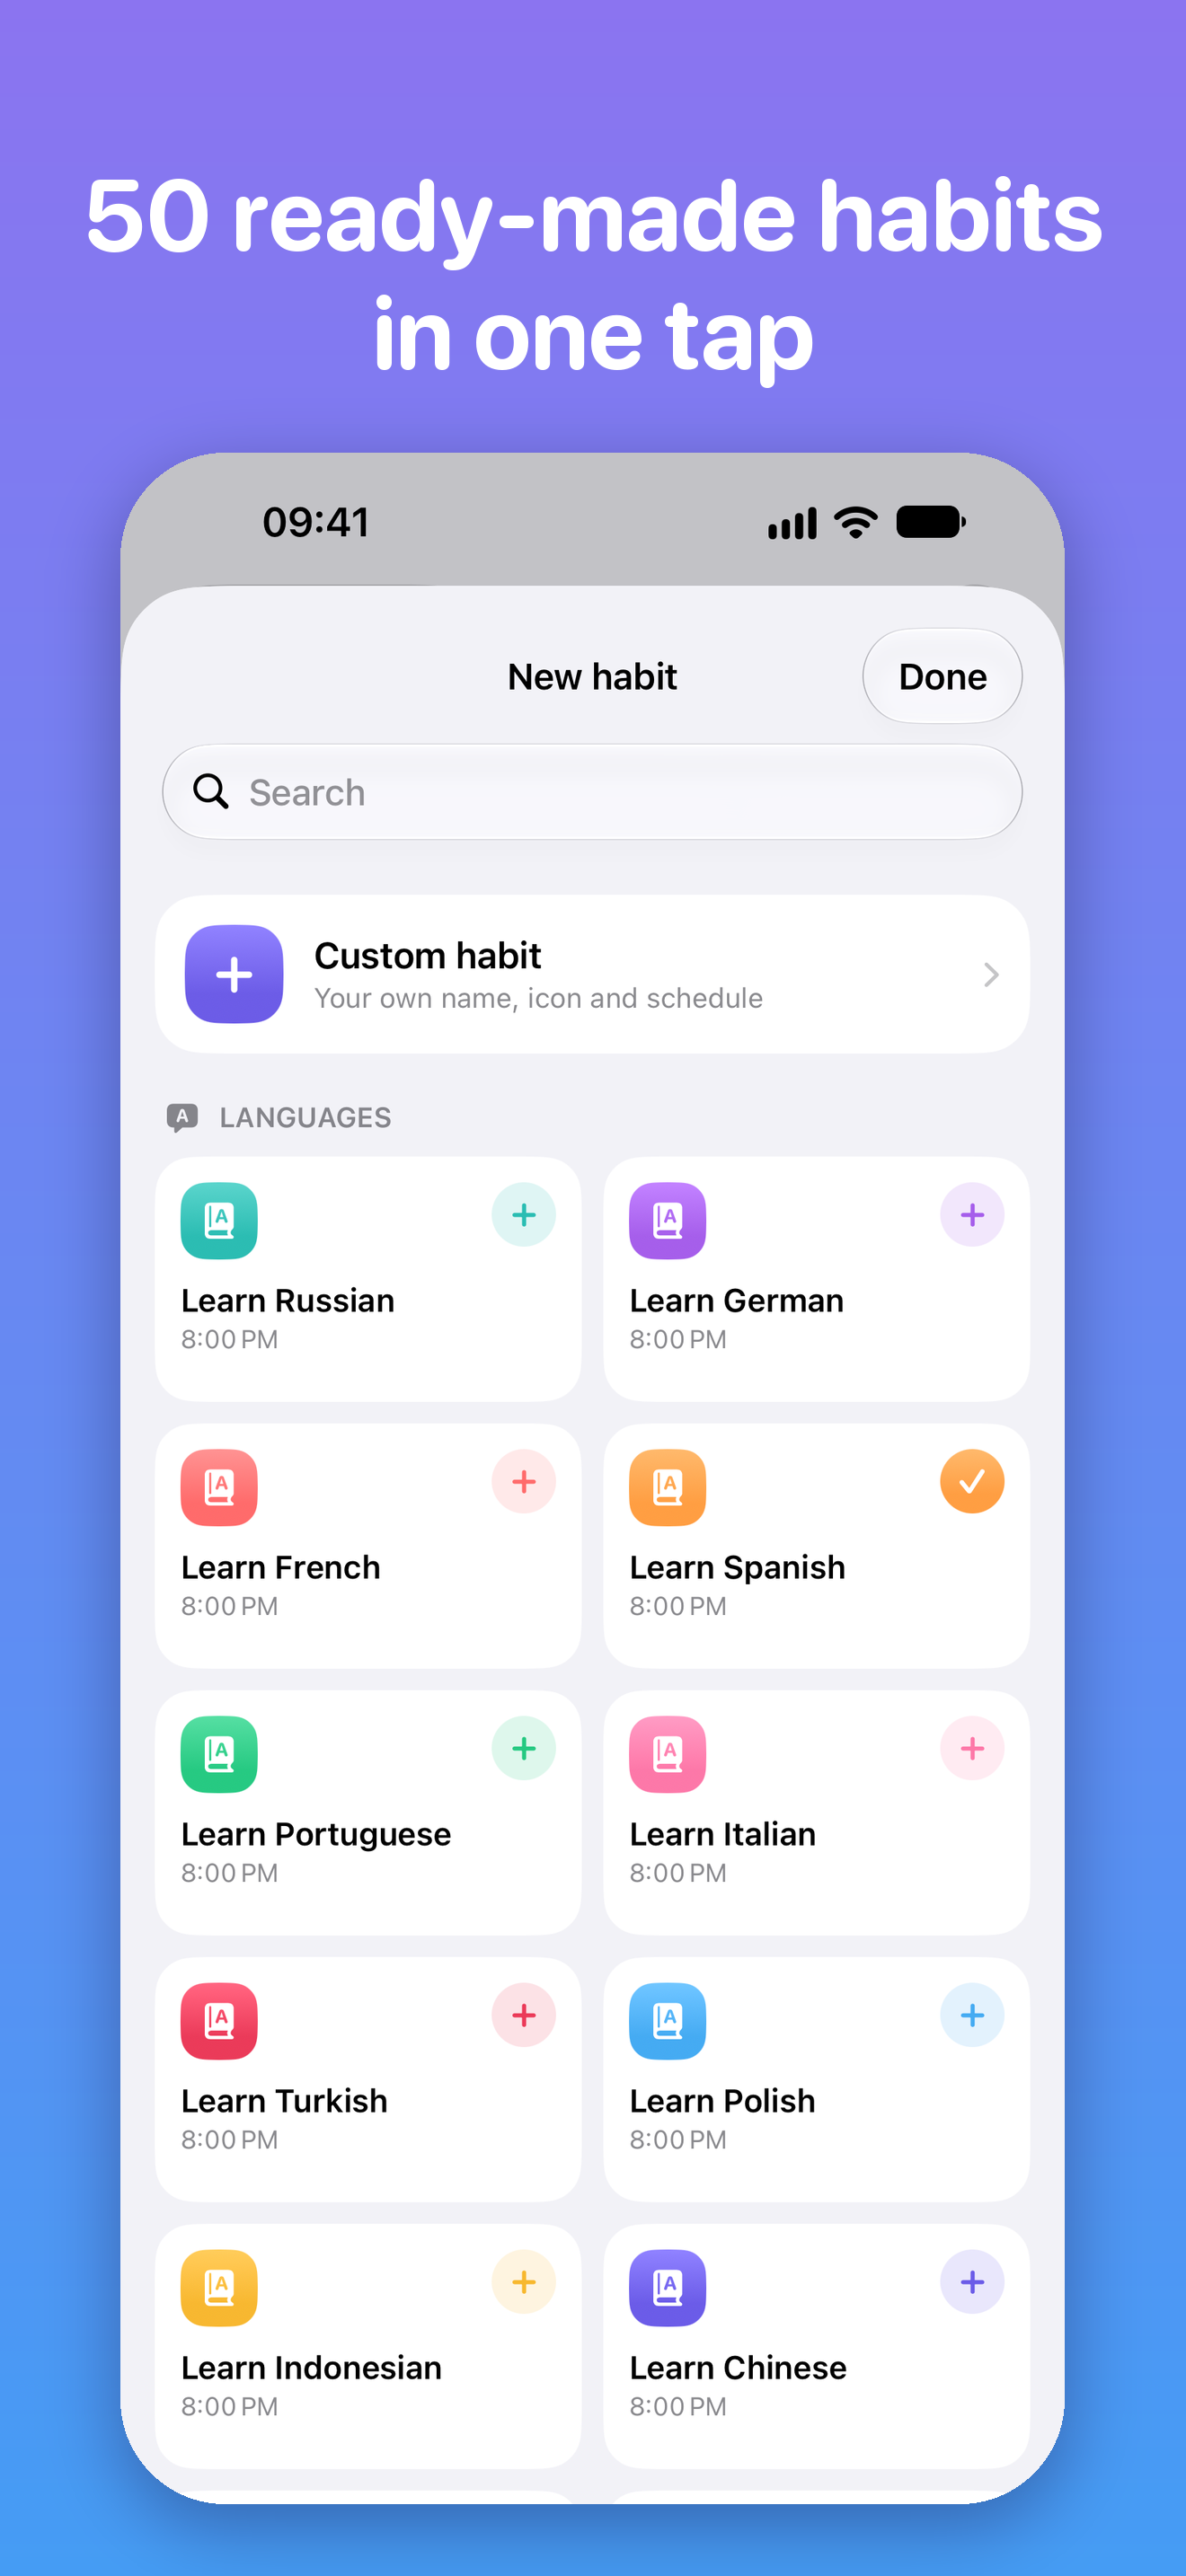 50 ready-made habits
in one tap
09:41
New habit
Done
Search
Custom habit
Your own name, icon and schedule
A LANGUAGES
A
Learn Russian
8:00 PM
A
Learn German
8:00 PM
A
Learn French
8:00 PM
A
Learn Spanish
8:00 PM
A
Learn Portuguese
8:00 PM
A
Learn Italian
8:00 PM
A
Learn Turkish
8:00 PM
A
Learn Polish
8:00 PM
A
Learn Indonesian
8:00 PM
A
Learn Chinese
8:00 PM